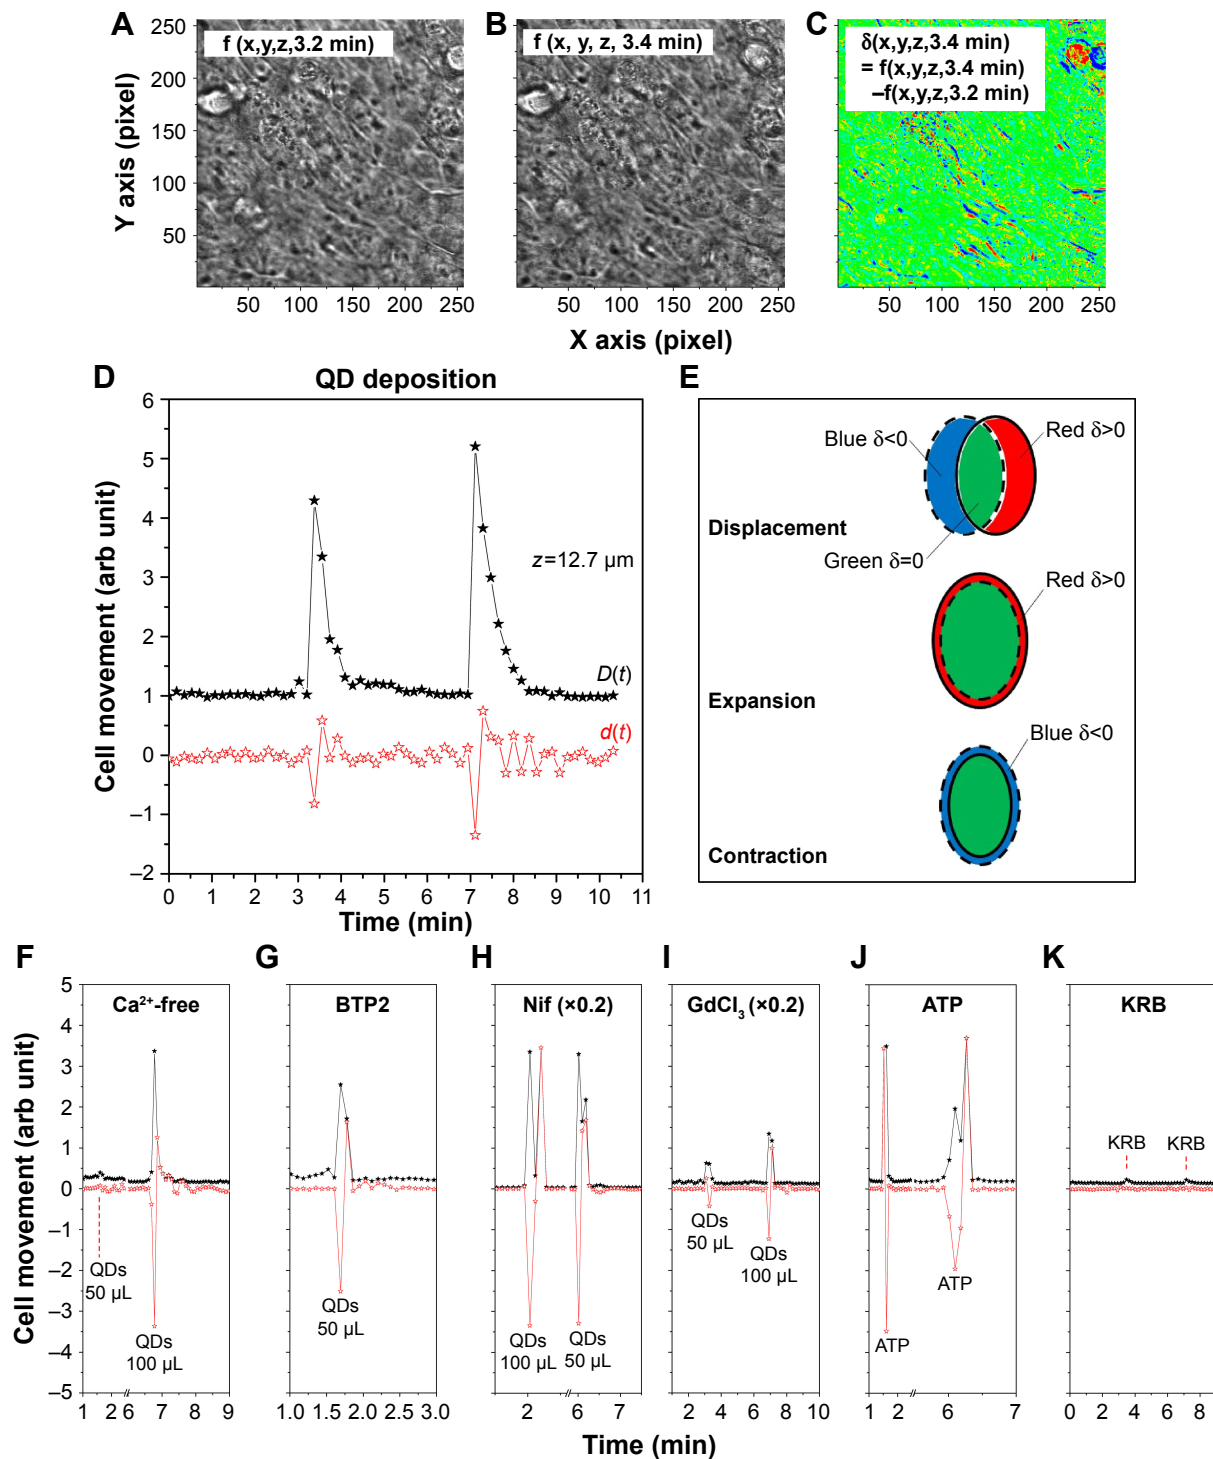 A
B
C
f (x,y,z,3.2 min)
f (x, y, z, 3.4 min)
δ(x,y,z,3.4 min)
= f(x,y,z,3.4 min)
–f(x,y,z,3.2 min)
Y axis (pixel)
250
200
150
100
50
50 100 150 200 250
50 100 150 200 250
50 100 150 200 250
X axis (pixel)
D
QD deposition
Cell movement (arb unit)
6
5
4
3
2
1
0
–1
–2
z=12.7 µm
D(t)
d(t)
0 1 2 3 4 5 6 7 8 9 10 11
Time (min)
E
Blue δ<0
Red δ>0
Displacement
Green δ=0
Red δ>0
Expansion
Blue δ<0
Contraction
F
G
H
I
J
K
Cell movement (arb unit)
5
4
3
2
1
0
–1
–2
–3
–4
–5
Ca²⁺-free
QDs
50 µL
QDs
100 µL
1 2 6 7 8 9
BTP2
QDs
50 µL
1.0 1.5 2.0 2.5 3.0
Nif (×0.2)
QDs
100 µL
QDs
50 µL
2 6
GdCl₃ (×0.2)
QDs
50 µL
QDs
100 µL
2 4 6 8 10
ATP
ATP
ATP
1 2 6 7
KRB
KRB
KRB
0 2 4 6 8
Time (min)